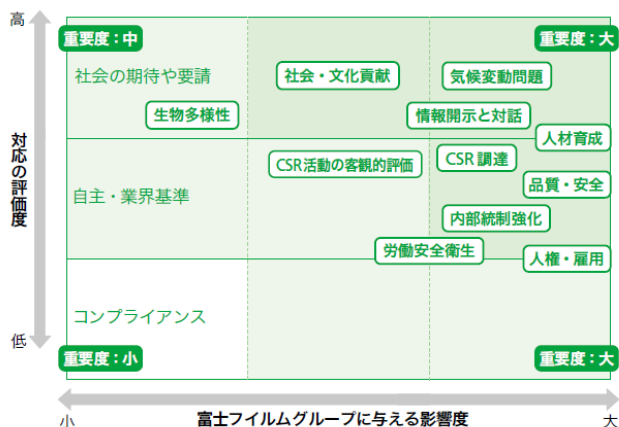 高
重要度：中
重要度：大
社会の期待や要請
社会・文化貢献
気候変動問題
生物多様性
情報開示と対話
人材育成
対応の評価度
CSR活動の客観的評価
CSR調達
品質・安全
自主・業界基準
内部統制強化
労働安全衛生
人権・雇用
コンプライアンス
低
重要度：小
重要度：大
小
富士フイルムグループに与える影響度
大